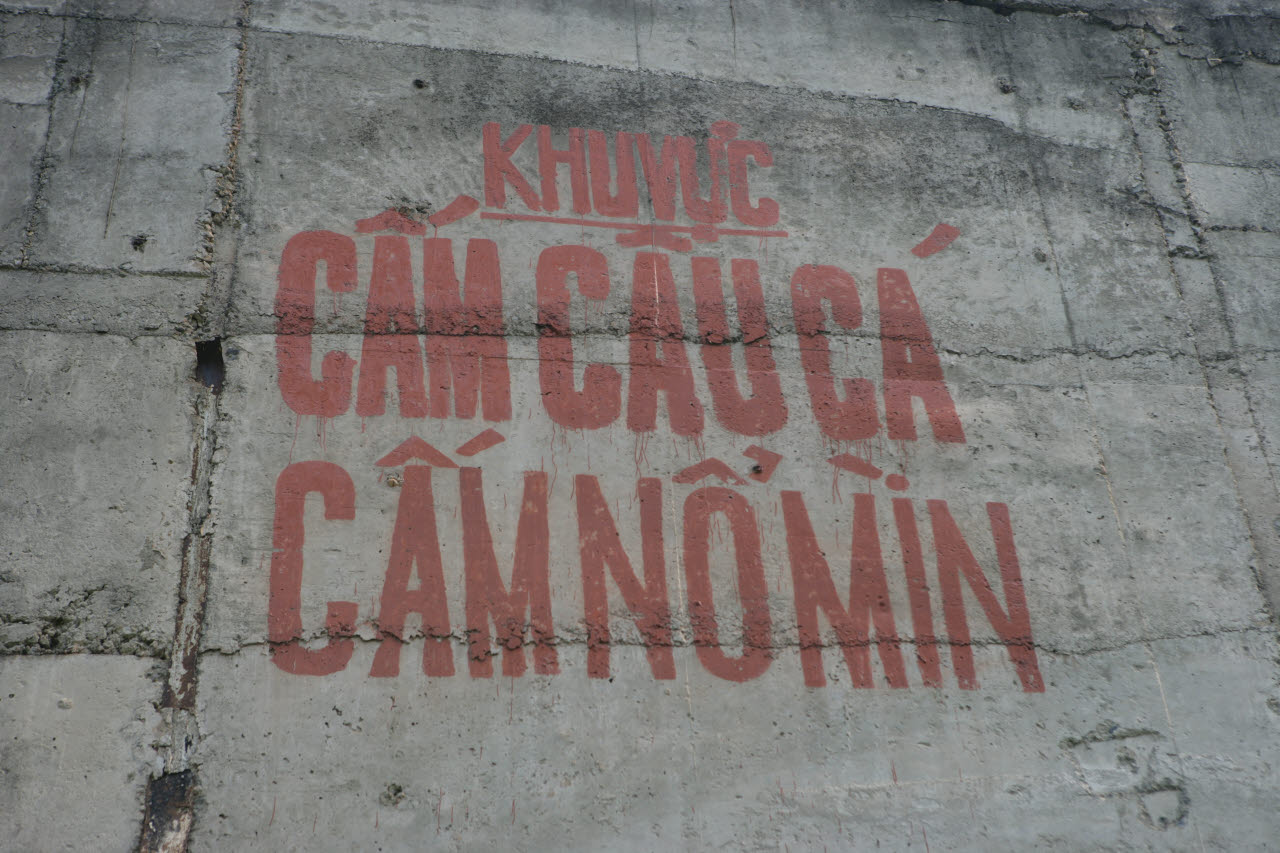 KHU VỰC
CẤM CÂU CÁ
CẤM NỔ MÌN